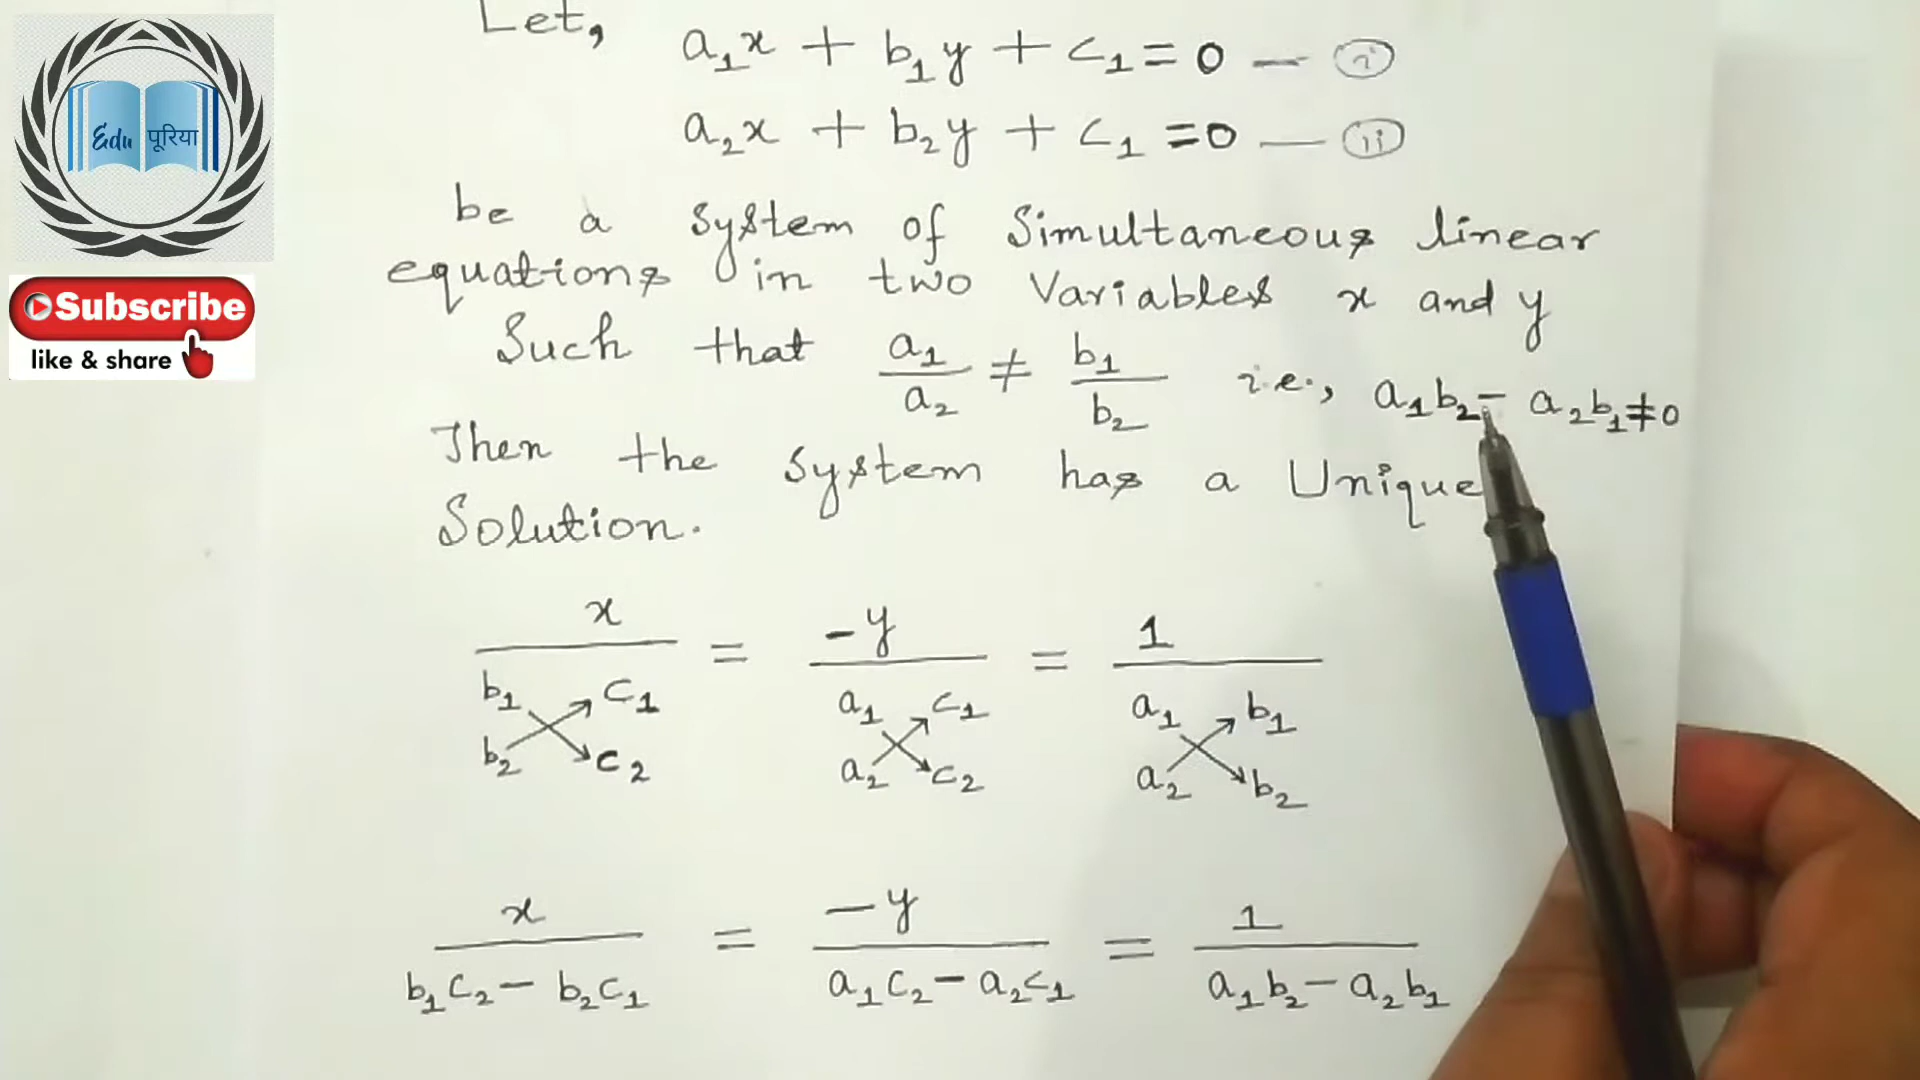 Let,
a₁x + b₁y + c₁ = 0 — (i)
a₂x + b₂y + c₁ = 0 — (ii)
be a system of Simultaneous linear
equations in two Variables x and y
Such that a₁/a₂ ≠ b₁/b₂ i.e., a₁b₂ - a₂b₁ ≠ 0
Then the system has a Unique
Solution.
x = -y = 1
b₁ c₁ a₁ c₁ a₁ b₁
b₂ c₂ a₂ c₂ a₂ b₂
x = -y = 1
b₁c₂ - b₂c₁ a₁c₂ - a₂c₁ a₁b₂ - a₂b₁
Edu पूरिया
Subscribe
like & share